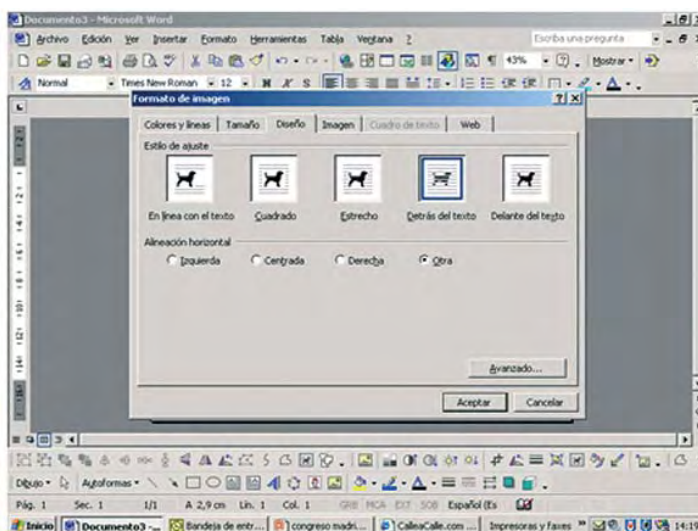 Documento3 - Microsoft Word
Archivo Edición Ver Insertar Formato Herramientas Tabla Ventana ? Escriba una pregunta
43% Mostrar
Normal Times New Roman 12 N K S
Formato de imagen
Colores y líneas Tamaño Diseño Imagen Cuadro de texto Web
Estilo de ajuste
En línea con el texto Cuadrado Estrecho Detrás del texto Delante del texto
Alineación horizontal
Izquierda Centrada Derecha Otra
Avanzado...
Aceptar Cancelar
Dibujo Autoformas
Pág. 1 Sec. 1 1/1 A 2,9 cm Lín. 1 Col. 1 GRB MCA EXT SOB Español (Es
Inicio Documento3 -... Bandeja de entr... congreso madri... CalleaCalle.com ... Impresoras y faxes » 14:19